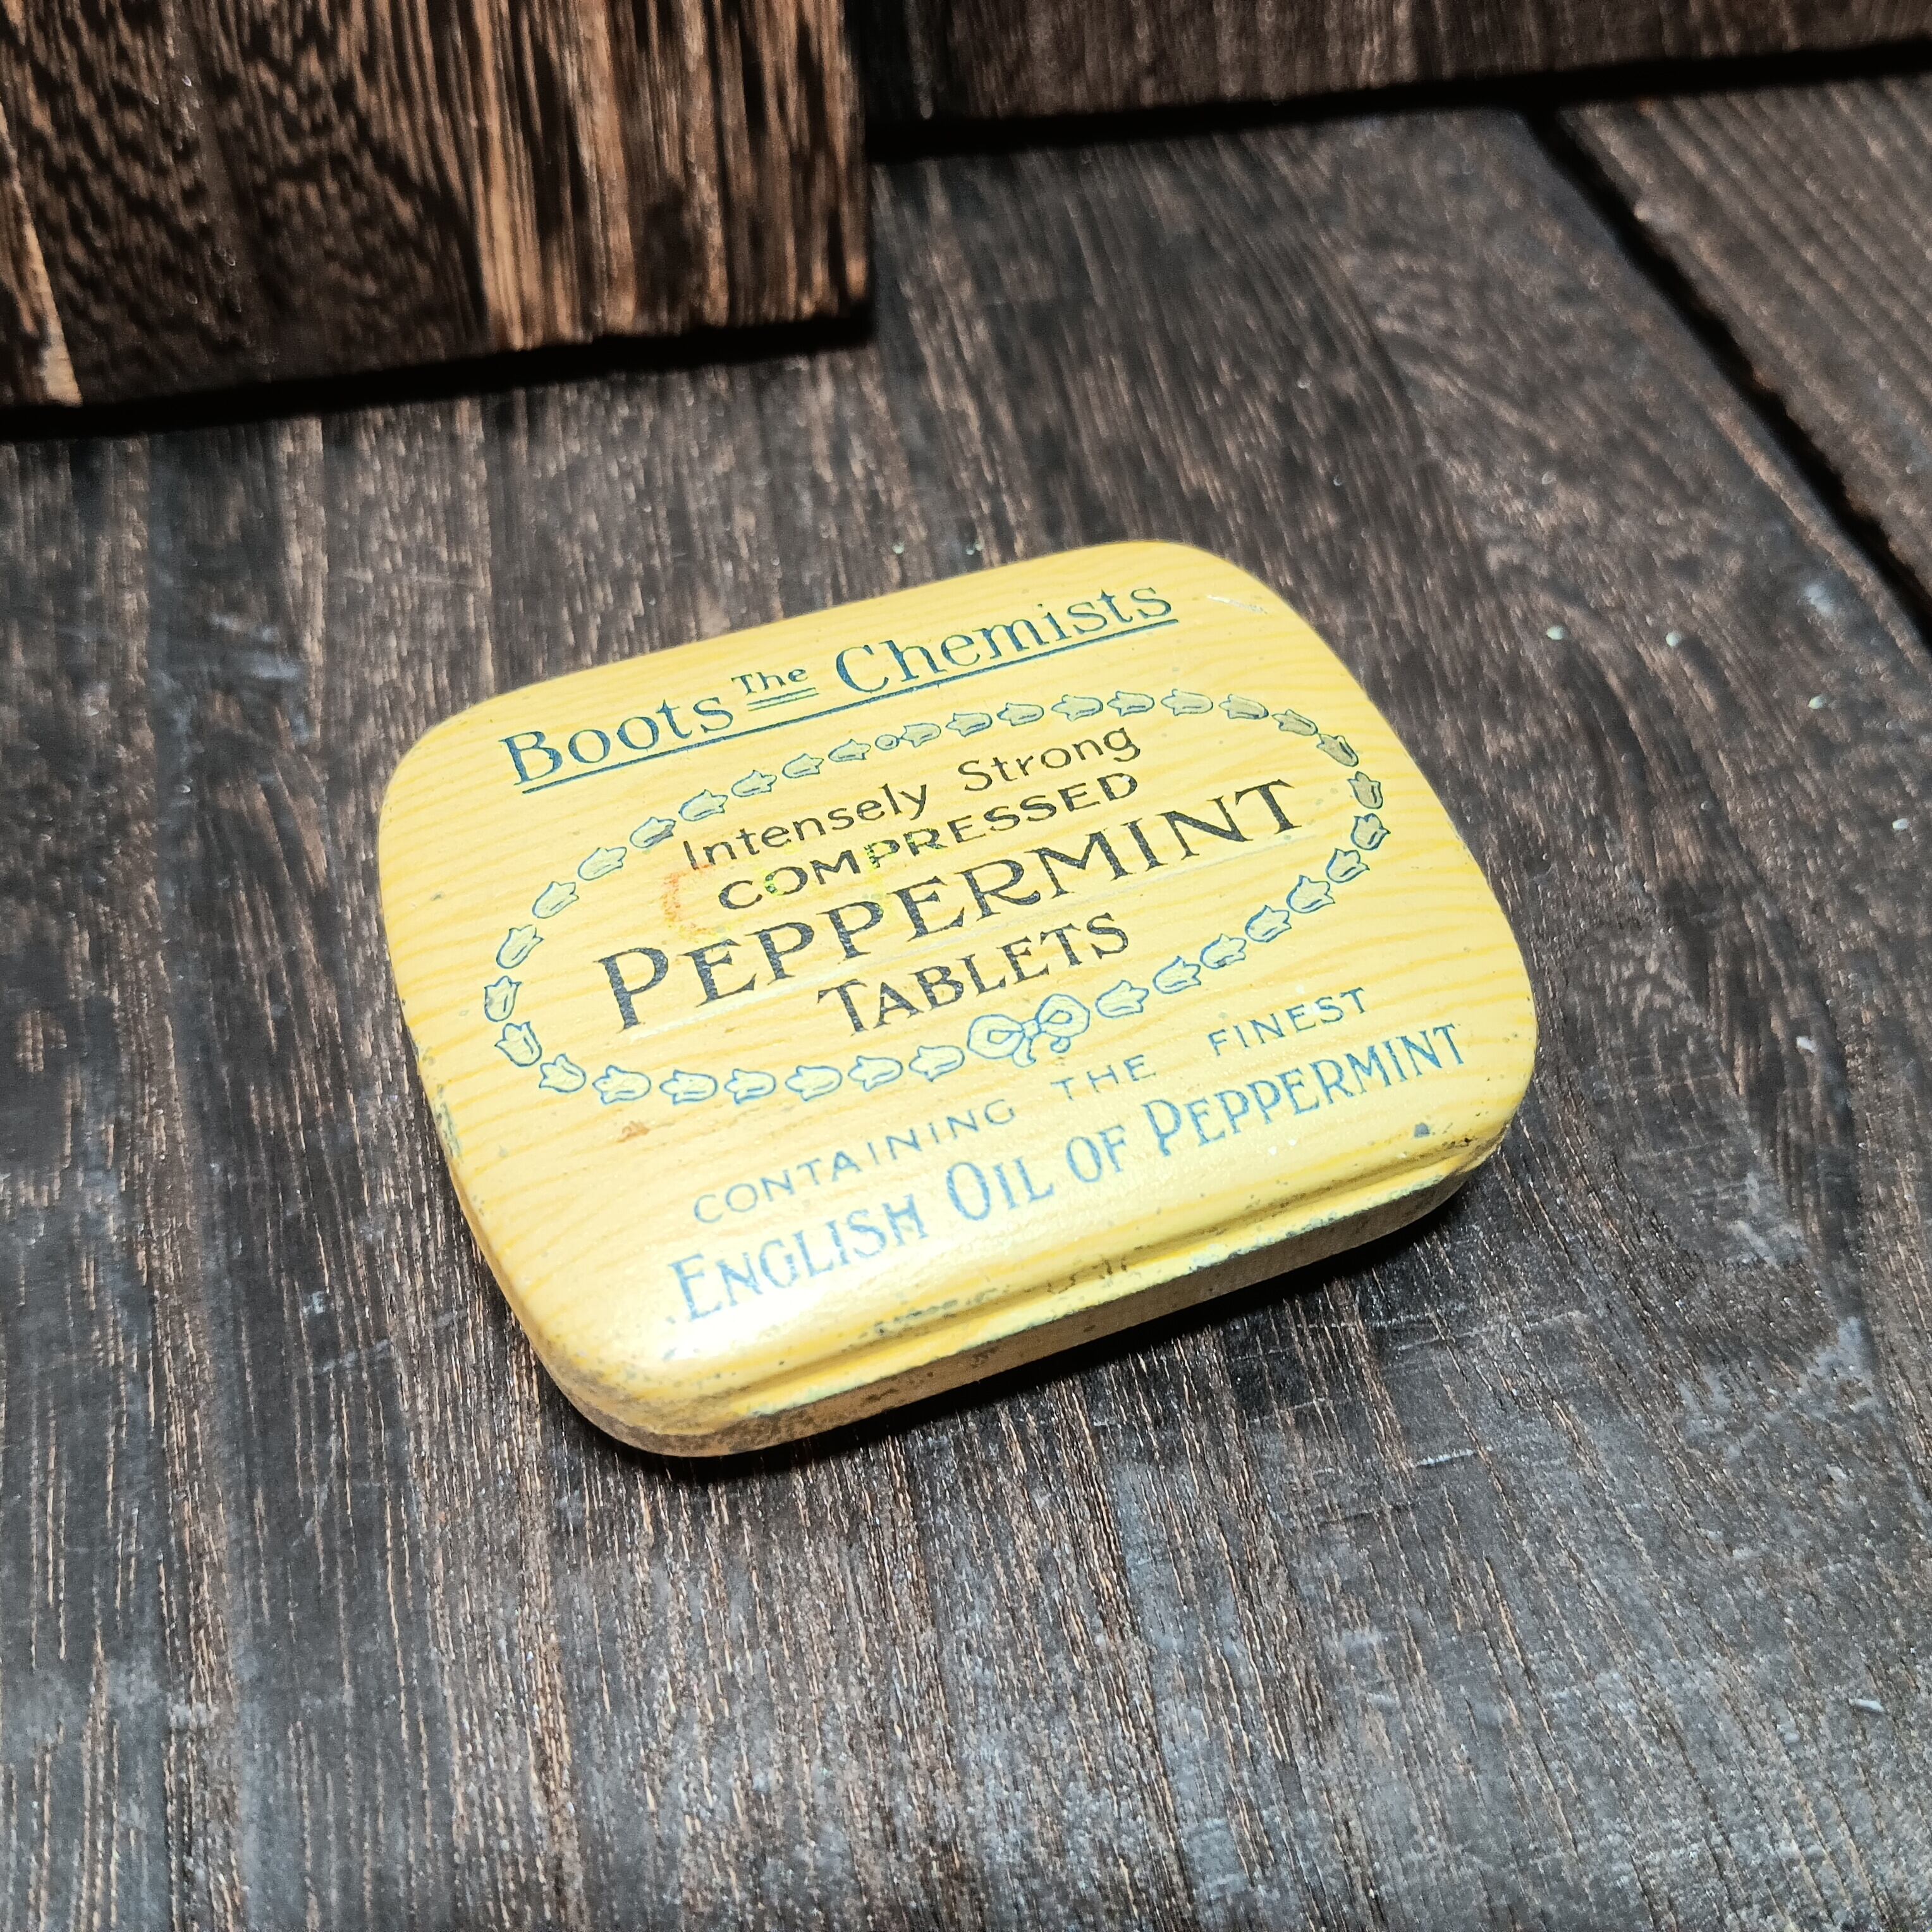 Boots The Chemists
Intensely Strong
COMPRESSED
PEPPERMINT
TABLETS
CONTAINING THE FINEST
ENGLISH OIL OF PEPPERMINT